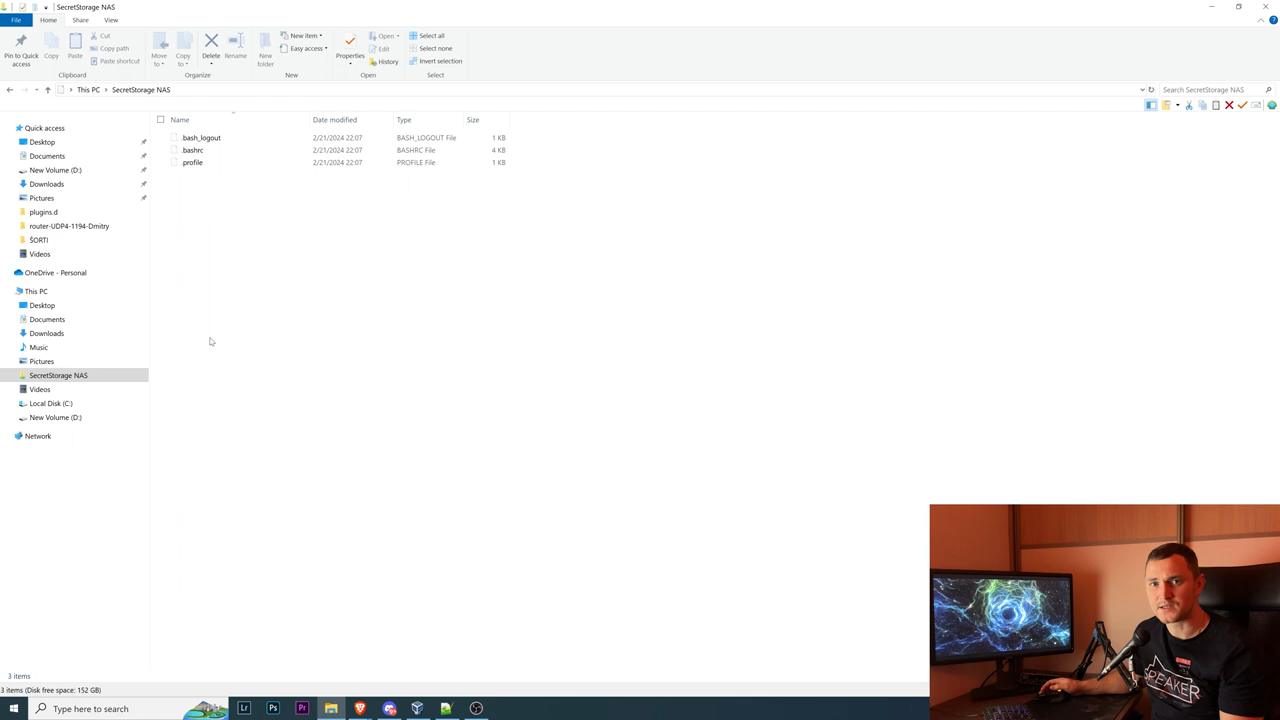 SecretStorage NAS
File Home Share View
Pin to Quick access
Copy
Paste
Cut
Copy path
Paste shortcut
Clipboard
Move to
Copy to
Delete
Rename
Organize
New folder
New item
Easy access
New
Properties
Open
Edit
History
Open
Select all
Select none
Invert selection
Select
This PC > SecretStorage NAS
Search SecretStorage NAS
Name Date modified Type Size
.bash_logout 2/21/2024 22:07 BASH_LOGOUT File 1 KB
.bashrc 2/21/2024 22:07 BASHRC File 4 KB
.profile 2/21/2024 22:07 PROFILE File 1 KB
Quick access
Desktop
Documents
New Volume (D:)
Downloads
Pictures
plugins.d
router-UDP4-1194-Dmitry
ŠORTI
Videos
OneDrive - Personal
This PC
Desktop
Documents
Downloads
Music
Pictures
SecretStorage NAS
Videos
Local Disk (C:)
New Volume (D:)
Network
SPEAKER
3 items
3 items (Disk free space: 152 GB)
Type here to search
Lr
Ps
Pr